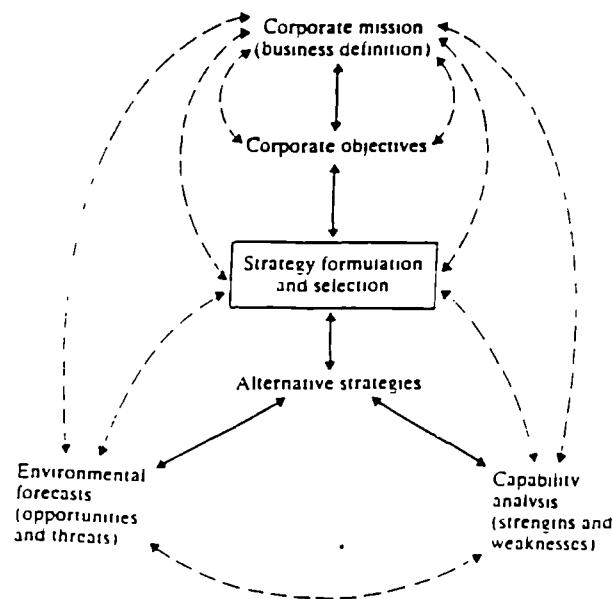 Corporate mission
(business definition)
Corporate objectives
Strategy formulation
and selection
Alternative strategies
Environmental
forecasts
(opportunities
and threats)
Capability
analysis
(strengths and
weaknesses)